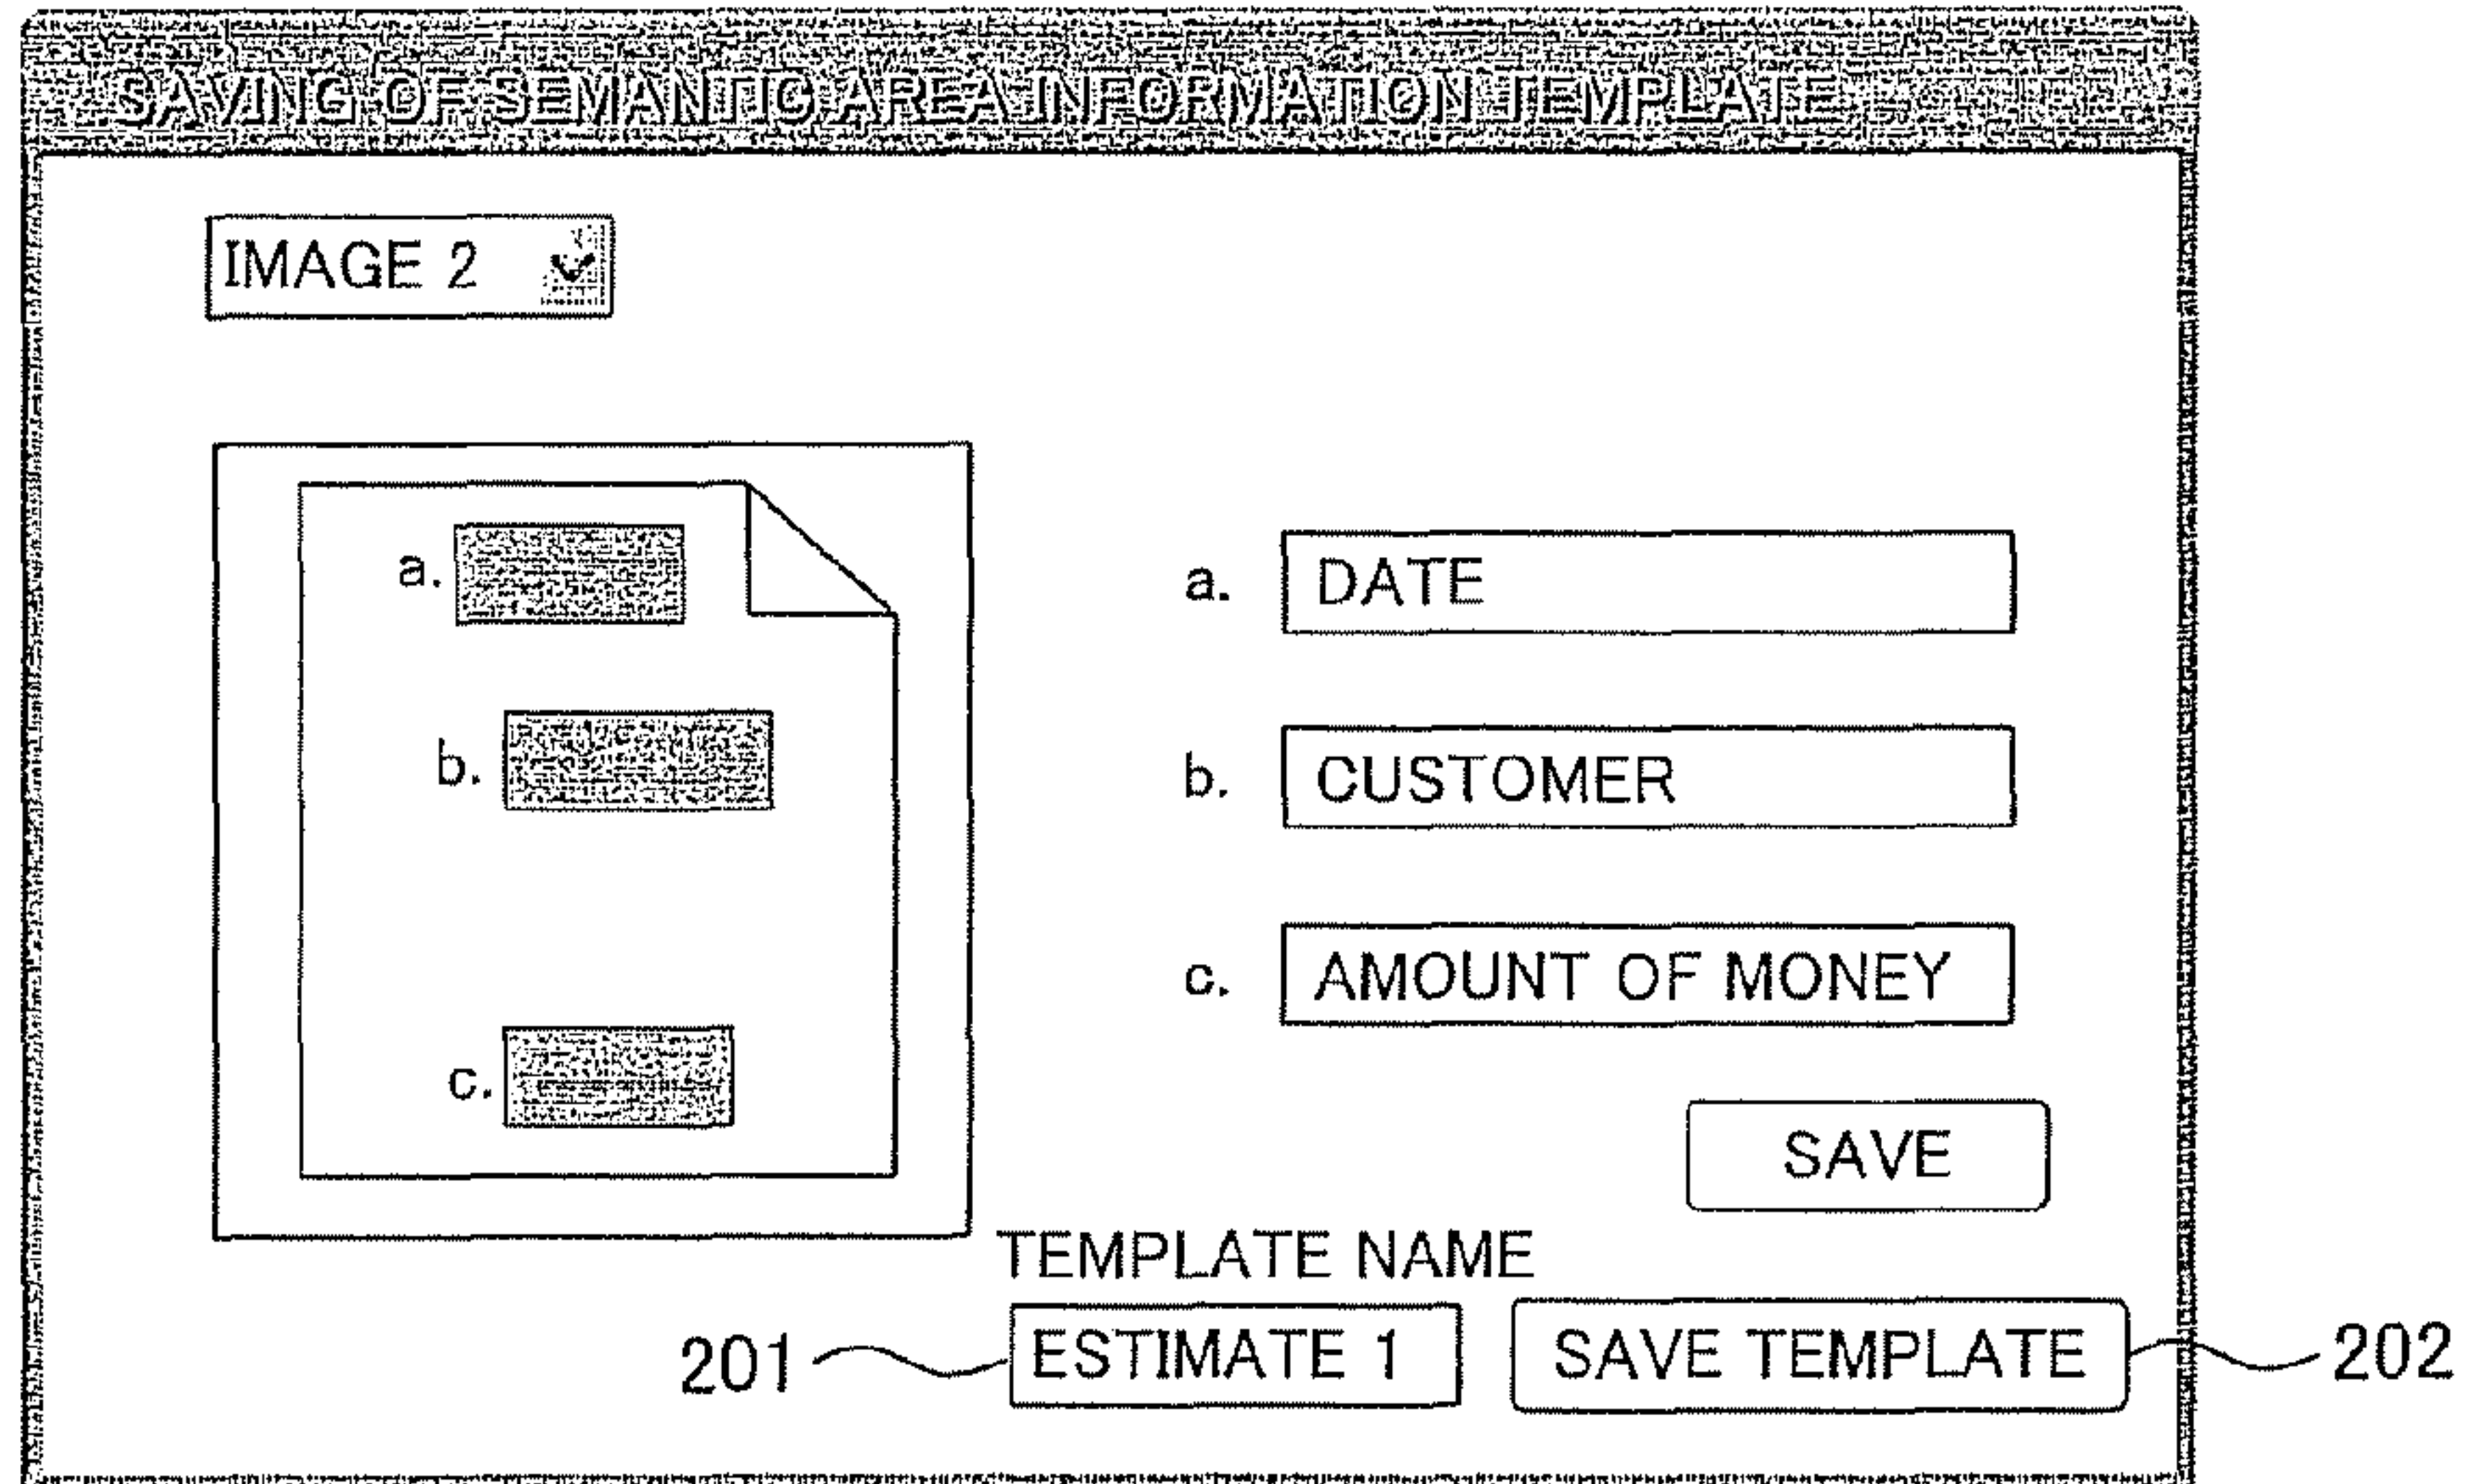 SAVING OF SEMANTIC AREA INFORMATION TEMPLATE
IMAGE 2
a.
b.
c.
a. DATE
b. CUSTOMER
c. AMOUNT OF MONEY
SAVE
TEMPLATE NAME
201 ESTIMATE 1 SAVE TEMPLATE 202